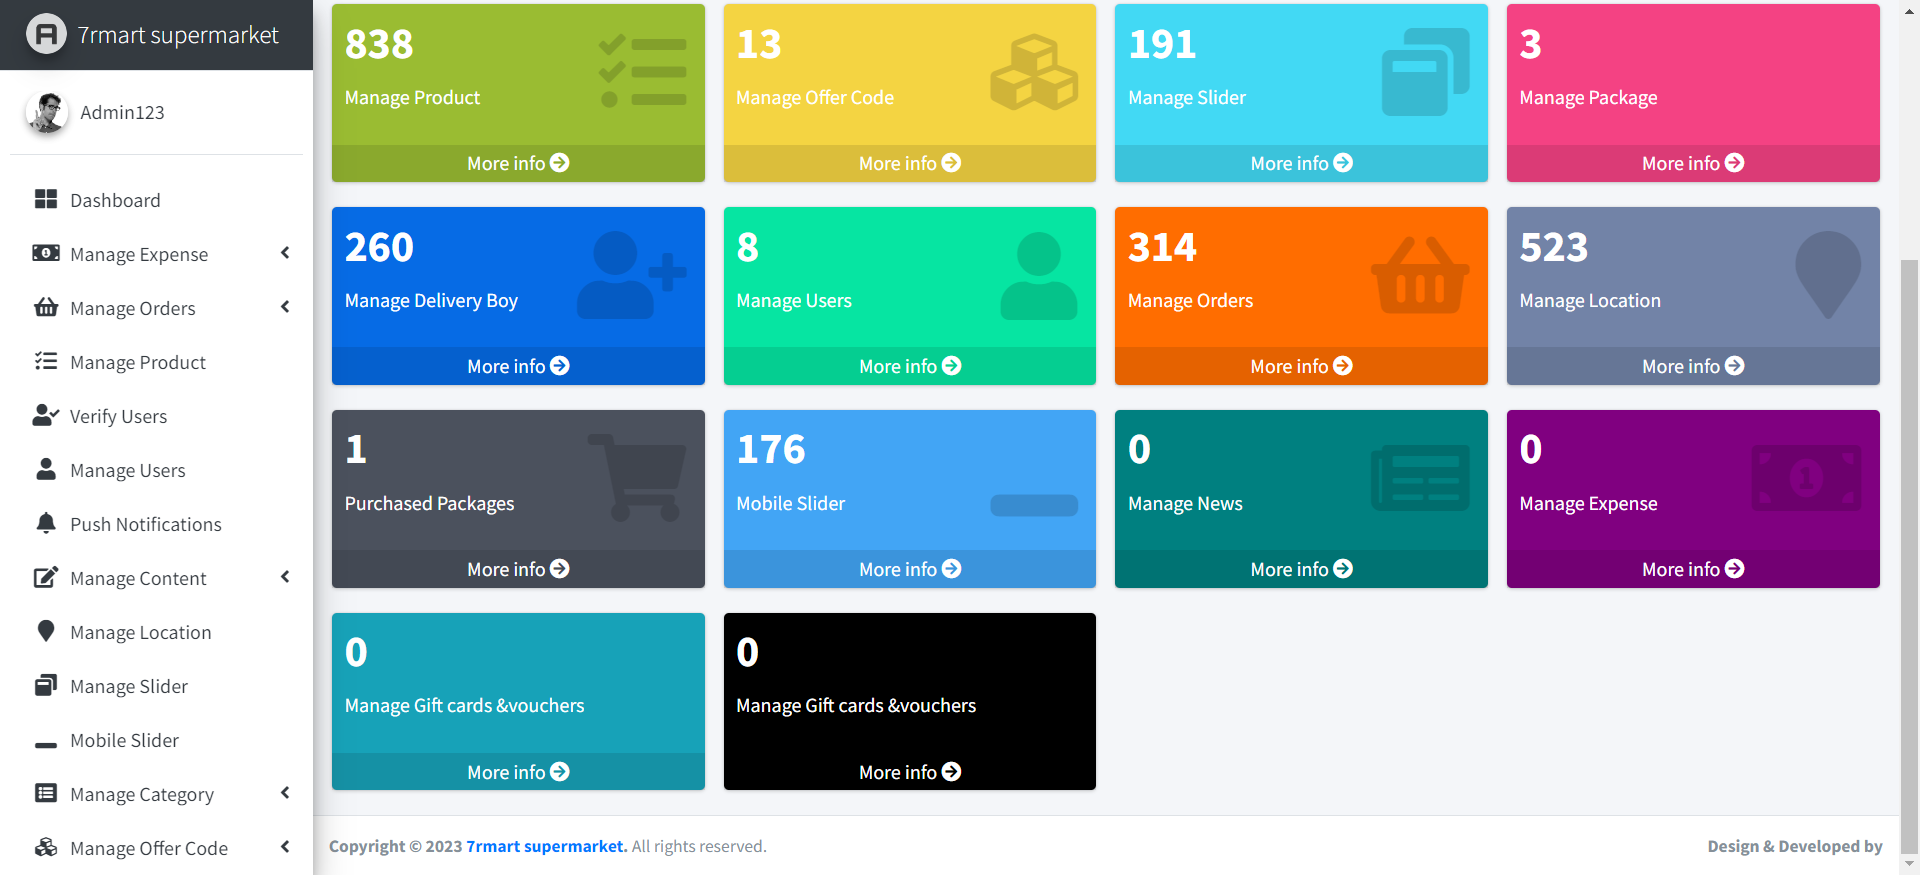 7rmart supermarket
Admin123
Dashboard
Manage Expense
Manage Orders
Manage Product
Verify Users
Manage Users
Push Notifications
Manage Content
Manage Location
Manage Slider
Mobile Slider
Manage Category
Manage Offer Code
838
Manage Product
More info
13
Manage Offer Code
More info
191
Manage Slider
More info
3
Manage Package
More info
260
Manage Delivery Boy
More info
8
Manage Users
More info
314
Manage Orders
More info
523
Manage Location
More info
1
Purchased Packages
More info
176
Mobile Slider
More info
0
Manage News
More info
0
Manage Expense
More info
0
Manage Gift cards &vouchers
More info
0
Manage Gift cards &vouchers
More info
Copyright © 2023 7rmart supermarket. All rights reserved.
Design & Developed by